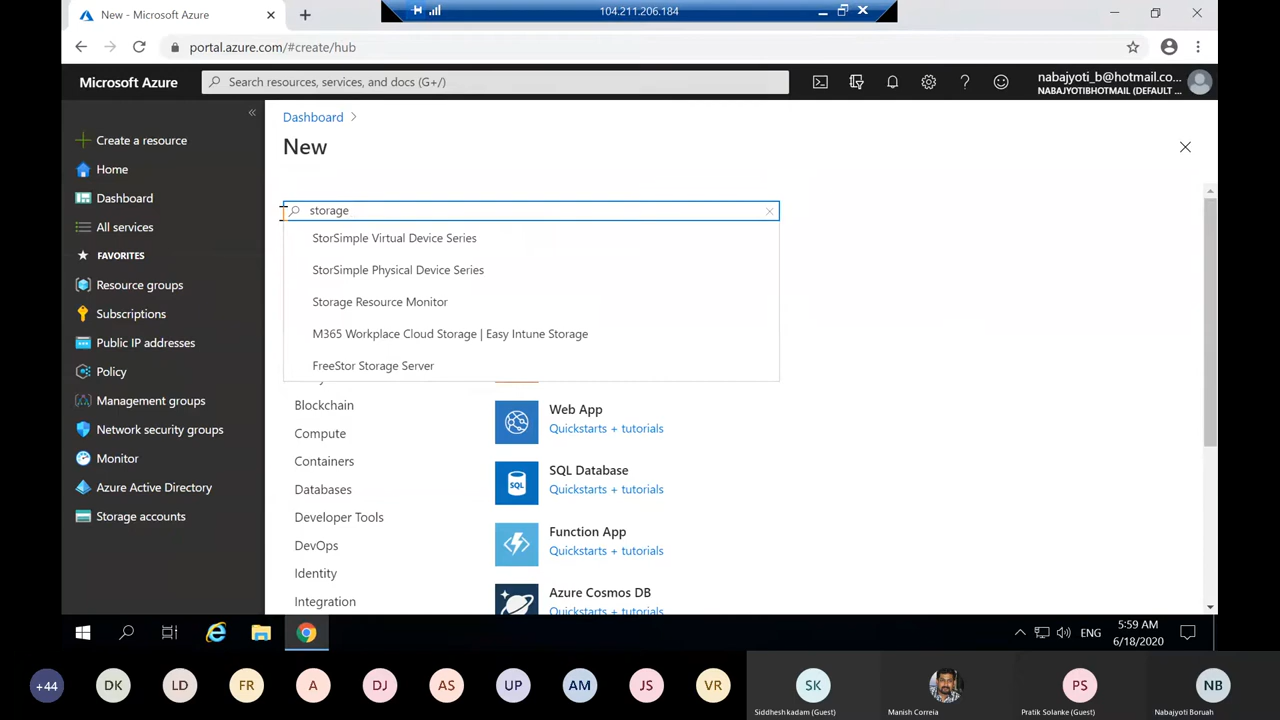 New - Microsoft Azure
104.211.206.184
portal.azure.com/#create/hub
Microsoft Azure
Search resources, services, and docs (G+/)
nabajyoti_b@hotmail.co...
NABAJYOTIBHOTMAIL (DEFAULT ...
Create a resource
Home
Dashboard
All services
FAVORITES
Resource groups
Subscriptions
Public IP addresses
Policy
Management groups
Network security groups
Monitor
Azure Active Directory
Storage accounts
Dashboard
New
storage
StorSimple Virtual Device Series
StorSimple Physical Device Series
Storage Resource Monitor
M365 Workplace Cloud Storage | Easy Intune Storage
FreeStor Storage Server
Blockchain
Compute
Containers
Databases
Developer Tools
DevOps
Identity
Integration
Web App
Quickstarts + tutorials
SQL Database
Quickstarts + tutorials
SQL
Function App
Quickstarts + tutorials
Azure Cosmos DB
Quickstarts + tutorials
ENG
5:59 AM
6/18/2020
+44
DK
LD
FR
A
DJ
AS
UP
AM
JS
VR
SK
Siddhesh kadam (Guest)
Manish Correia
PS
Pratik Solanke (Guest)
NB
Nabajyoti Boruah